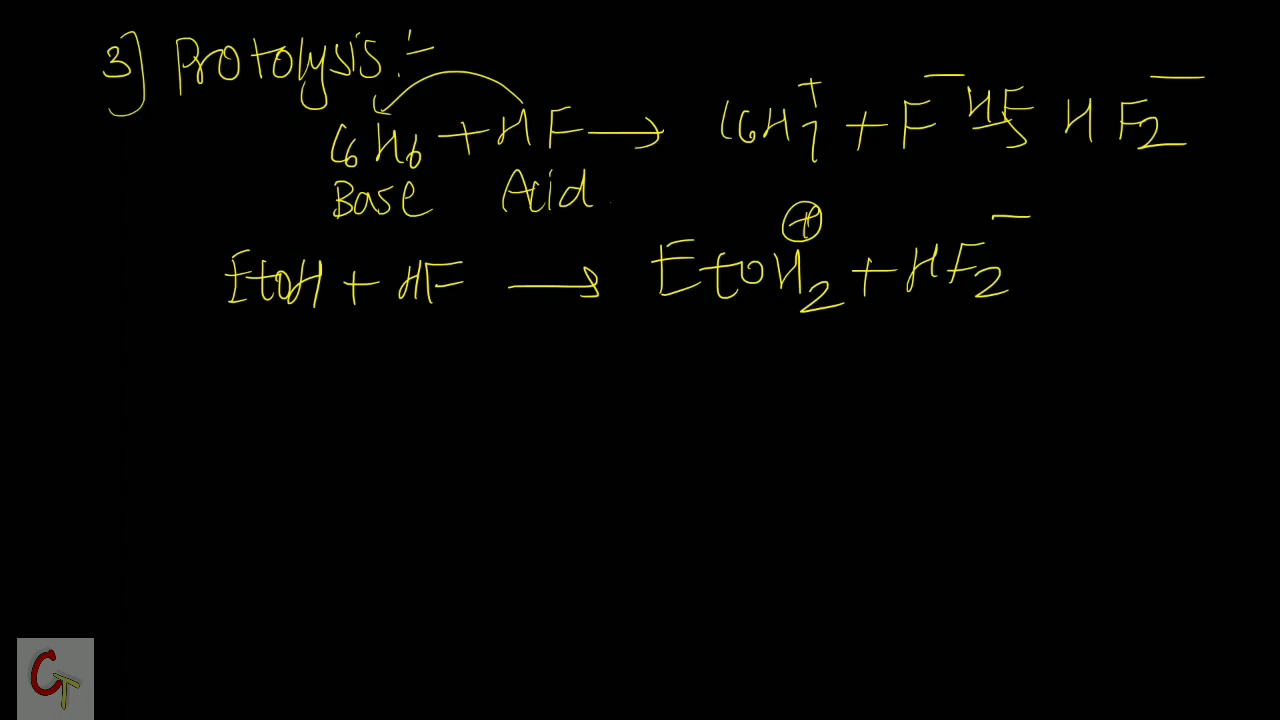 3] Protolysis :-
C6H6 + HF → C6H7+ + F- HF→ HF2-
Base Acid
EtOH + HF → EtOH2⊕ + HF2-
CT